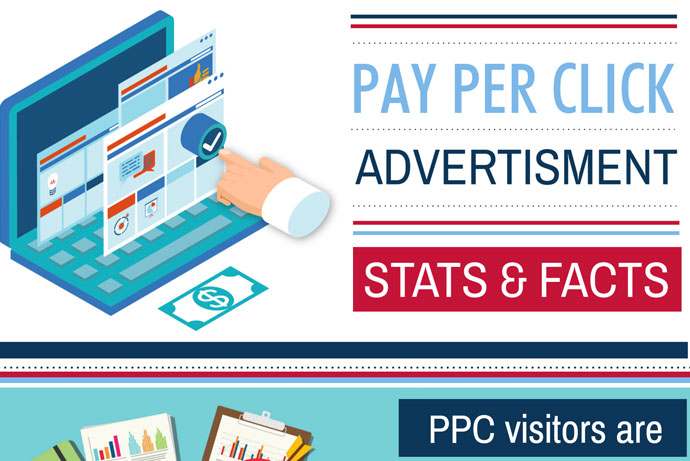 PAY PER CLICK
ADVERTISMENT
STATS & FACTS
PPC visitors are